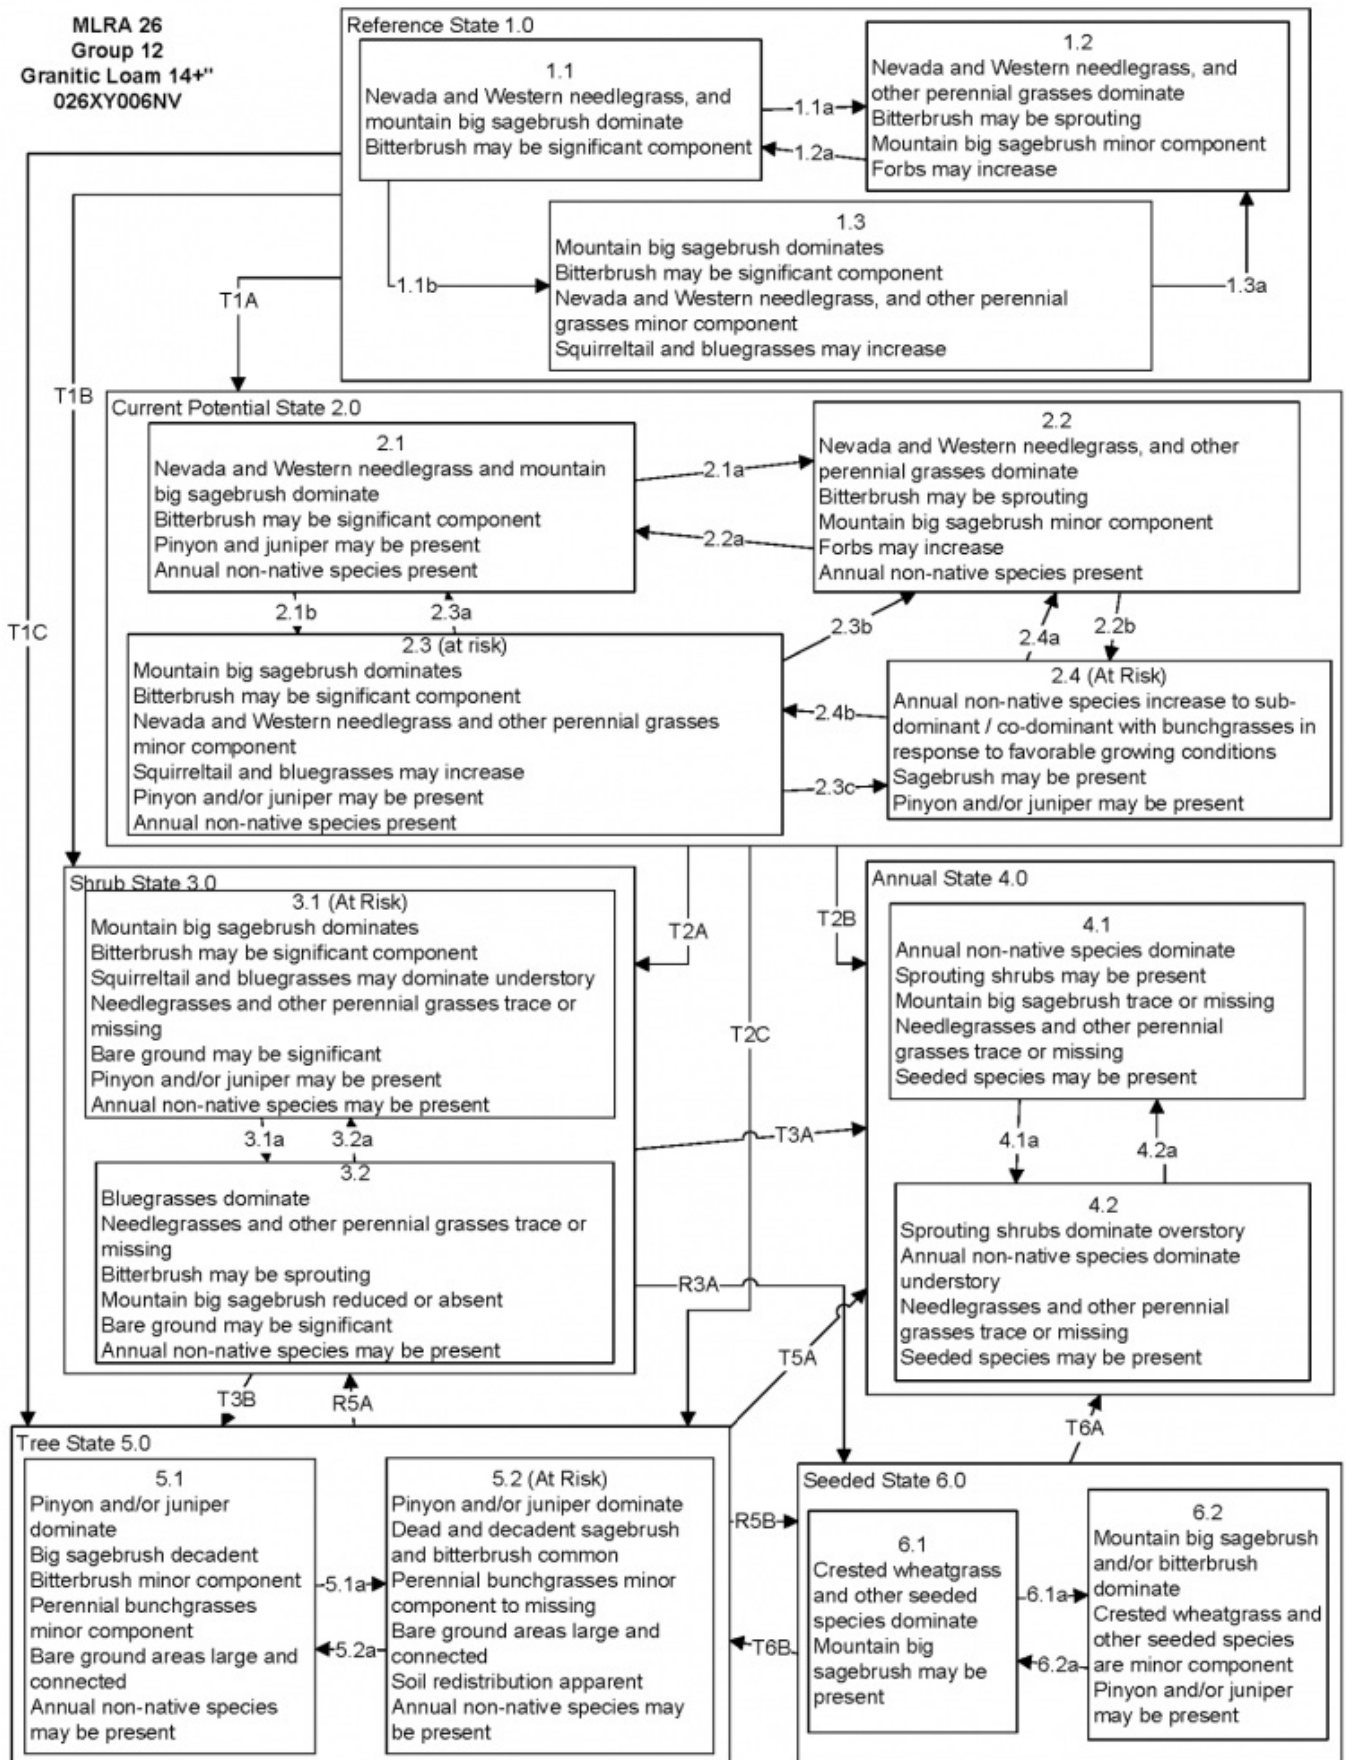 MLRA 26
Group 12
Granitic Loam 14+"
026XY006NV
Reference State 1.0
1.1
Nevada and Western needlegrass, and
mountain big sagebrush dominate
Bitterbrush may be significant component
1.1a
1.2a
1.2
Nevada and Western needlegrass, and
other perennial grasses dominate
Bitterbrush may be sprouting
Mountain big sagebrush minor component
Forbs may increase
1.1b
1.3
Mountain big sagebrush dominates
Bitterbrush may be significant component
Nevada and Western needlegrass, and other perennial
grasses minor component
Squirreltail and bluegrasses may increase
1.3a
T1A
T1B
T1C
Current Potential State 2.0
2.1
Nevada and Western needlegrass and mountain
big sagebrush dominate
Bitterbrush may be significant component
Pinyon and juniper may be present
Annual non-native species present
2.1a
2.2a
2.2
Nevada and Western needlegrass, and other
perennial grasses dominate
Bitterbrush may be sprouting
Mountain big sagebrush minor component
Forbs may increase
Annual non-native species present
2.1b
2.3a
2.3b
2.4a
2.2b
2.3 (at risk)
Mountain big sagebrush dominates
Bitterbrush may be significant component
Nevada and Western needlegrass and other perennial grasses
minor component
Squirreltail and bluegrasses may increase
Pinyon and/or juniper may be present
Annual non-native species present
2.4b
2.3c
2.4 (At Risk)
Annual non-native species increase to sub-
dominant / co-dominant with bunchgrasses in
response to favorable growing conditions
Sagebrush may be present
Pinyon and/or juniper may be present
T2A
T2C
T2B
Shrub State 3.0
3.1 (At Risk)
Mountain big sagebrush dominates
Bitterbrush may be significant component
Squirreltail and bluegrasses may dominate understory
Needlegrasses and other perennial grasses trace or
missing
Bare ground may be significant
Pinyon and/or juniper may be present
Annual non-native species may be present
3.1a
3.2a
3.2
Bluegrasses dominate
Needlegrasses and other perennial grasses trace or
missing
Bitterbrush may be sprouting
Mountain big sagebrush reduced or absent
Bare ground may be significant
Annual non-native species may be present
T3A
R3A
Annual State 4.0
4.1
Annual non-native species dominate
Sprouting shrubs may be present
Mountain big sagebrush trace or missing
Needlegrasses and other perennial
grasses trace or missing
Seeded species may be present
4.1a
4.2a
4.2
Sprouting shrubs dominate overstory
Annual non-native species dominate
understory
Needlegrasses and other perennial
grasses trace or missing
Seeded species may be present
T3B
R5A
T5A
T6A
Tree State 5.0
5.1
Pinyon and/or juniper
dominate
Big sagebrush decadent
Bitterbrush minor component
Perennial bunchgrasses
minor component
Bare ground areas large and
connected
Annual non-native species
may be present
5.1a
5.2a
5.2 (At Risk)
Pinyon and/or juniper dominate
Dead and decadent sagebrush
and bitterbrush common
Perennial bunchgrasses minor
component to missing
Bare ground areas large and
connected
Soil redistribution apparent
Annual non-native species may
be present
R5B
T6B
Seeded State 6.0
6.1
Crested wheatgrass
and other seeded
species dominate
Mountain big
sagebrush may be
present
6.1a
6.2a
6.2
Mountain big sagebrush
and/or bitterbrush
dominate
Crested wheatgrass and
other seeded species
are minor component
Pinyon and/or juniper
may be present